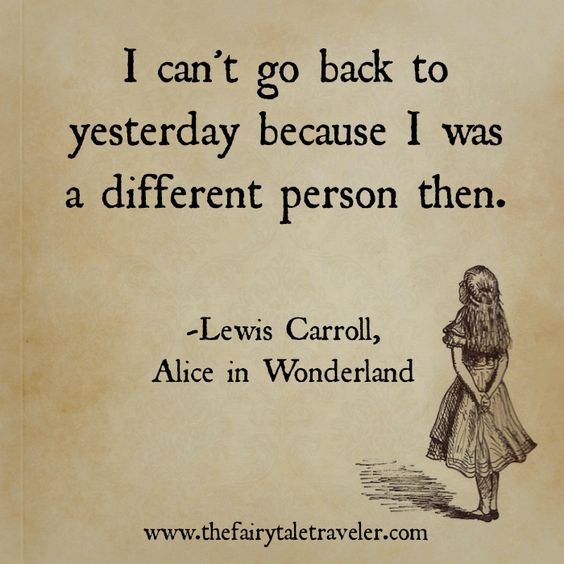 I can't go back to
yesterday because I was
a different person then.
-Lewis Carroll,
Alice in Wonderland
www.thefairytaletraveler.com